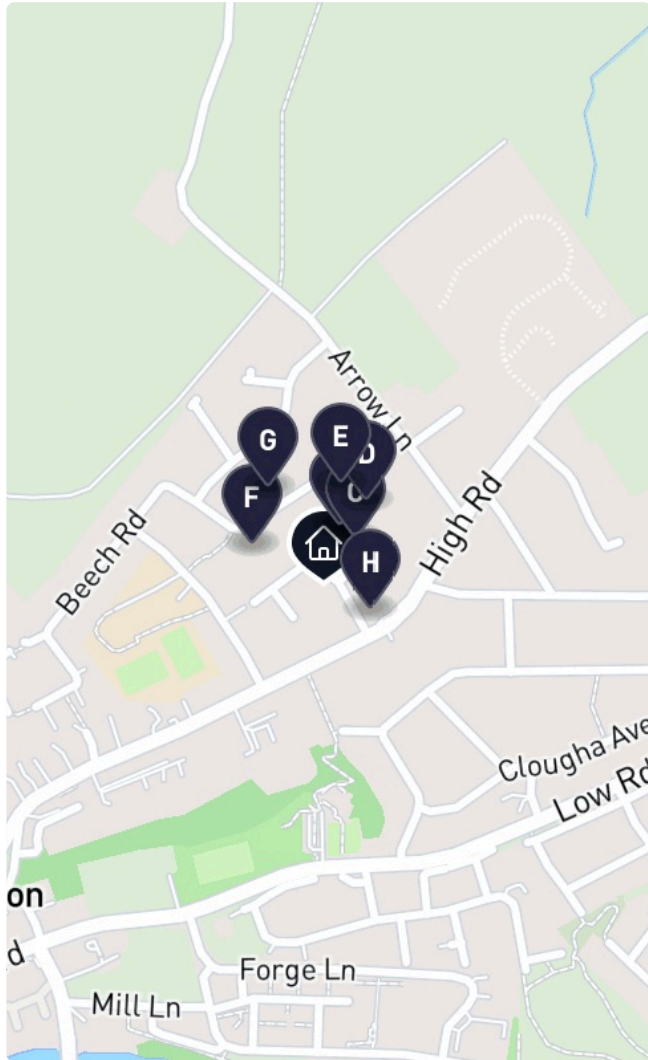 Arrow Ln
E
G
D
C
F
H
High Rd
Beech Rd
Clougha Ave
Low Rd
on
d
Forge Ln
Mill Ln